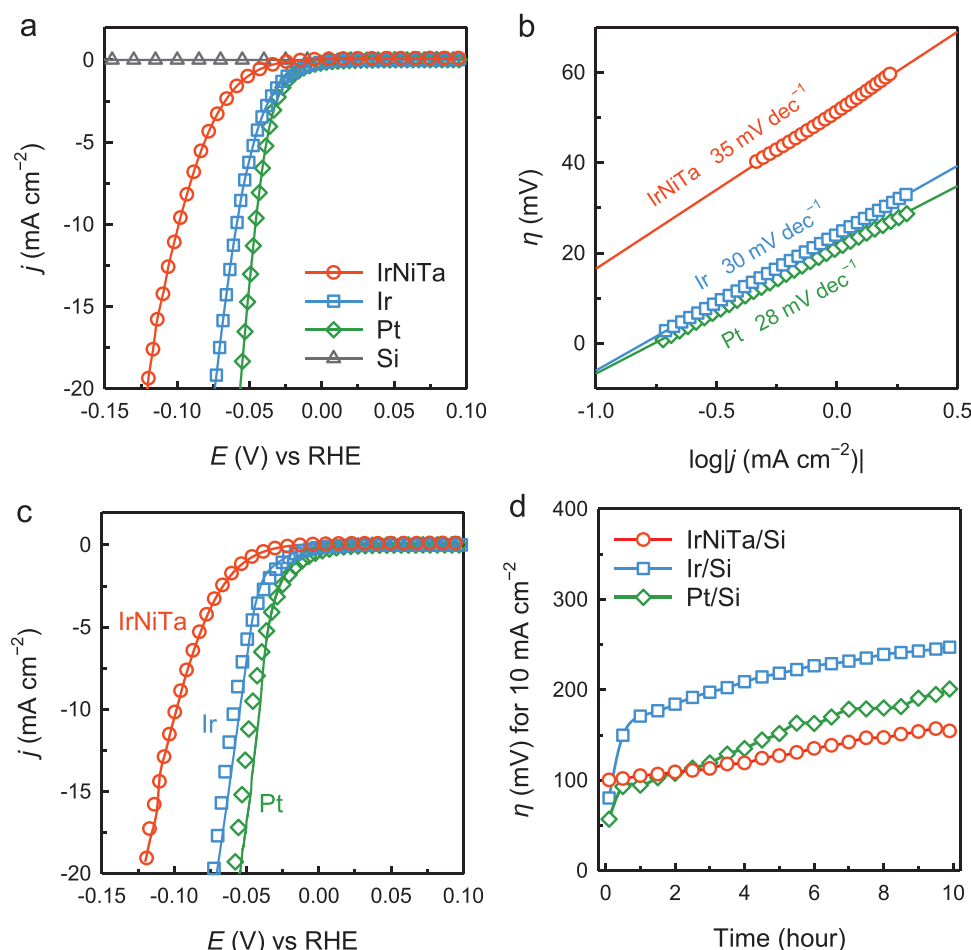 a
0
-5
-10
-15
-20
j (mA cm⁻²)
IrNiTa
Ir
Pt
Si
-0.15 -0.10 -0.05 0.00 0.05 0.10
E (V) vs RHE
b
60
40
20
0
η (mV)
IrNiTa 35 mV dec⁻¹
Ir 30 mV dec⁻¹
Pt 28 mV dec⁻¹
-1.0 -0.5 0.0 0.5
log|j (mA cm⁻²)|
c
0
-5
-10
-15
-20
j (mA cm⁻²)
IrNiTa
Ir
Pt
-0.15 -0.10 -0.05 0.00 0.05 0.10
E (V) vs RHE
d
400
300
200
100
0
η (mV) for 10 mA cm⁻²
IrNiTa/Si
Ir/Si
Pt/Si
0 2 4 6 8 10
Time (hour)